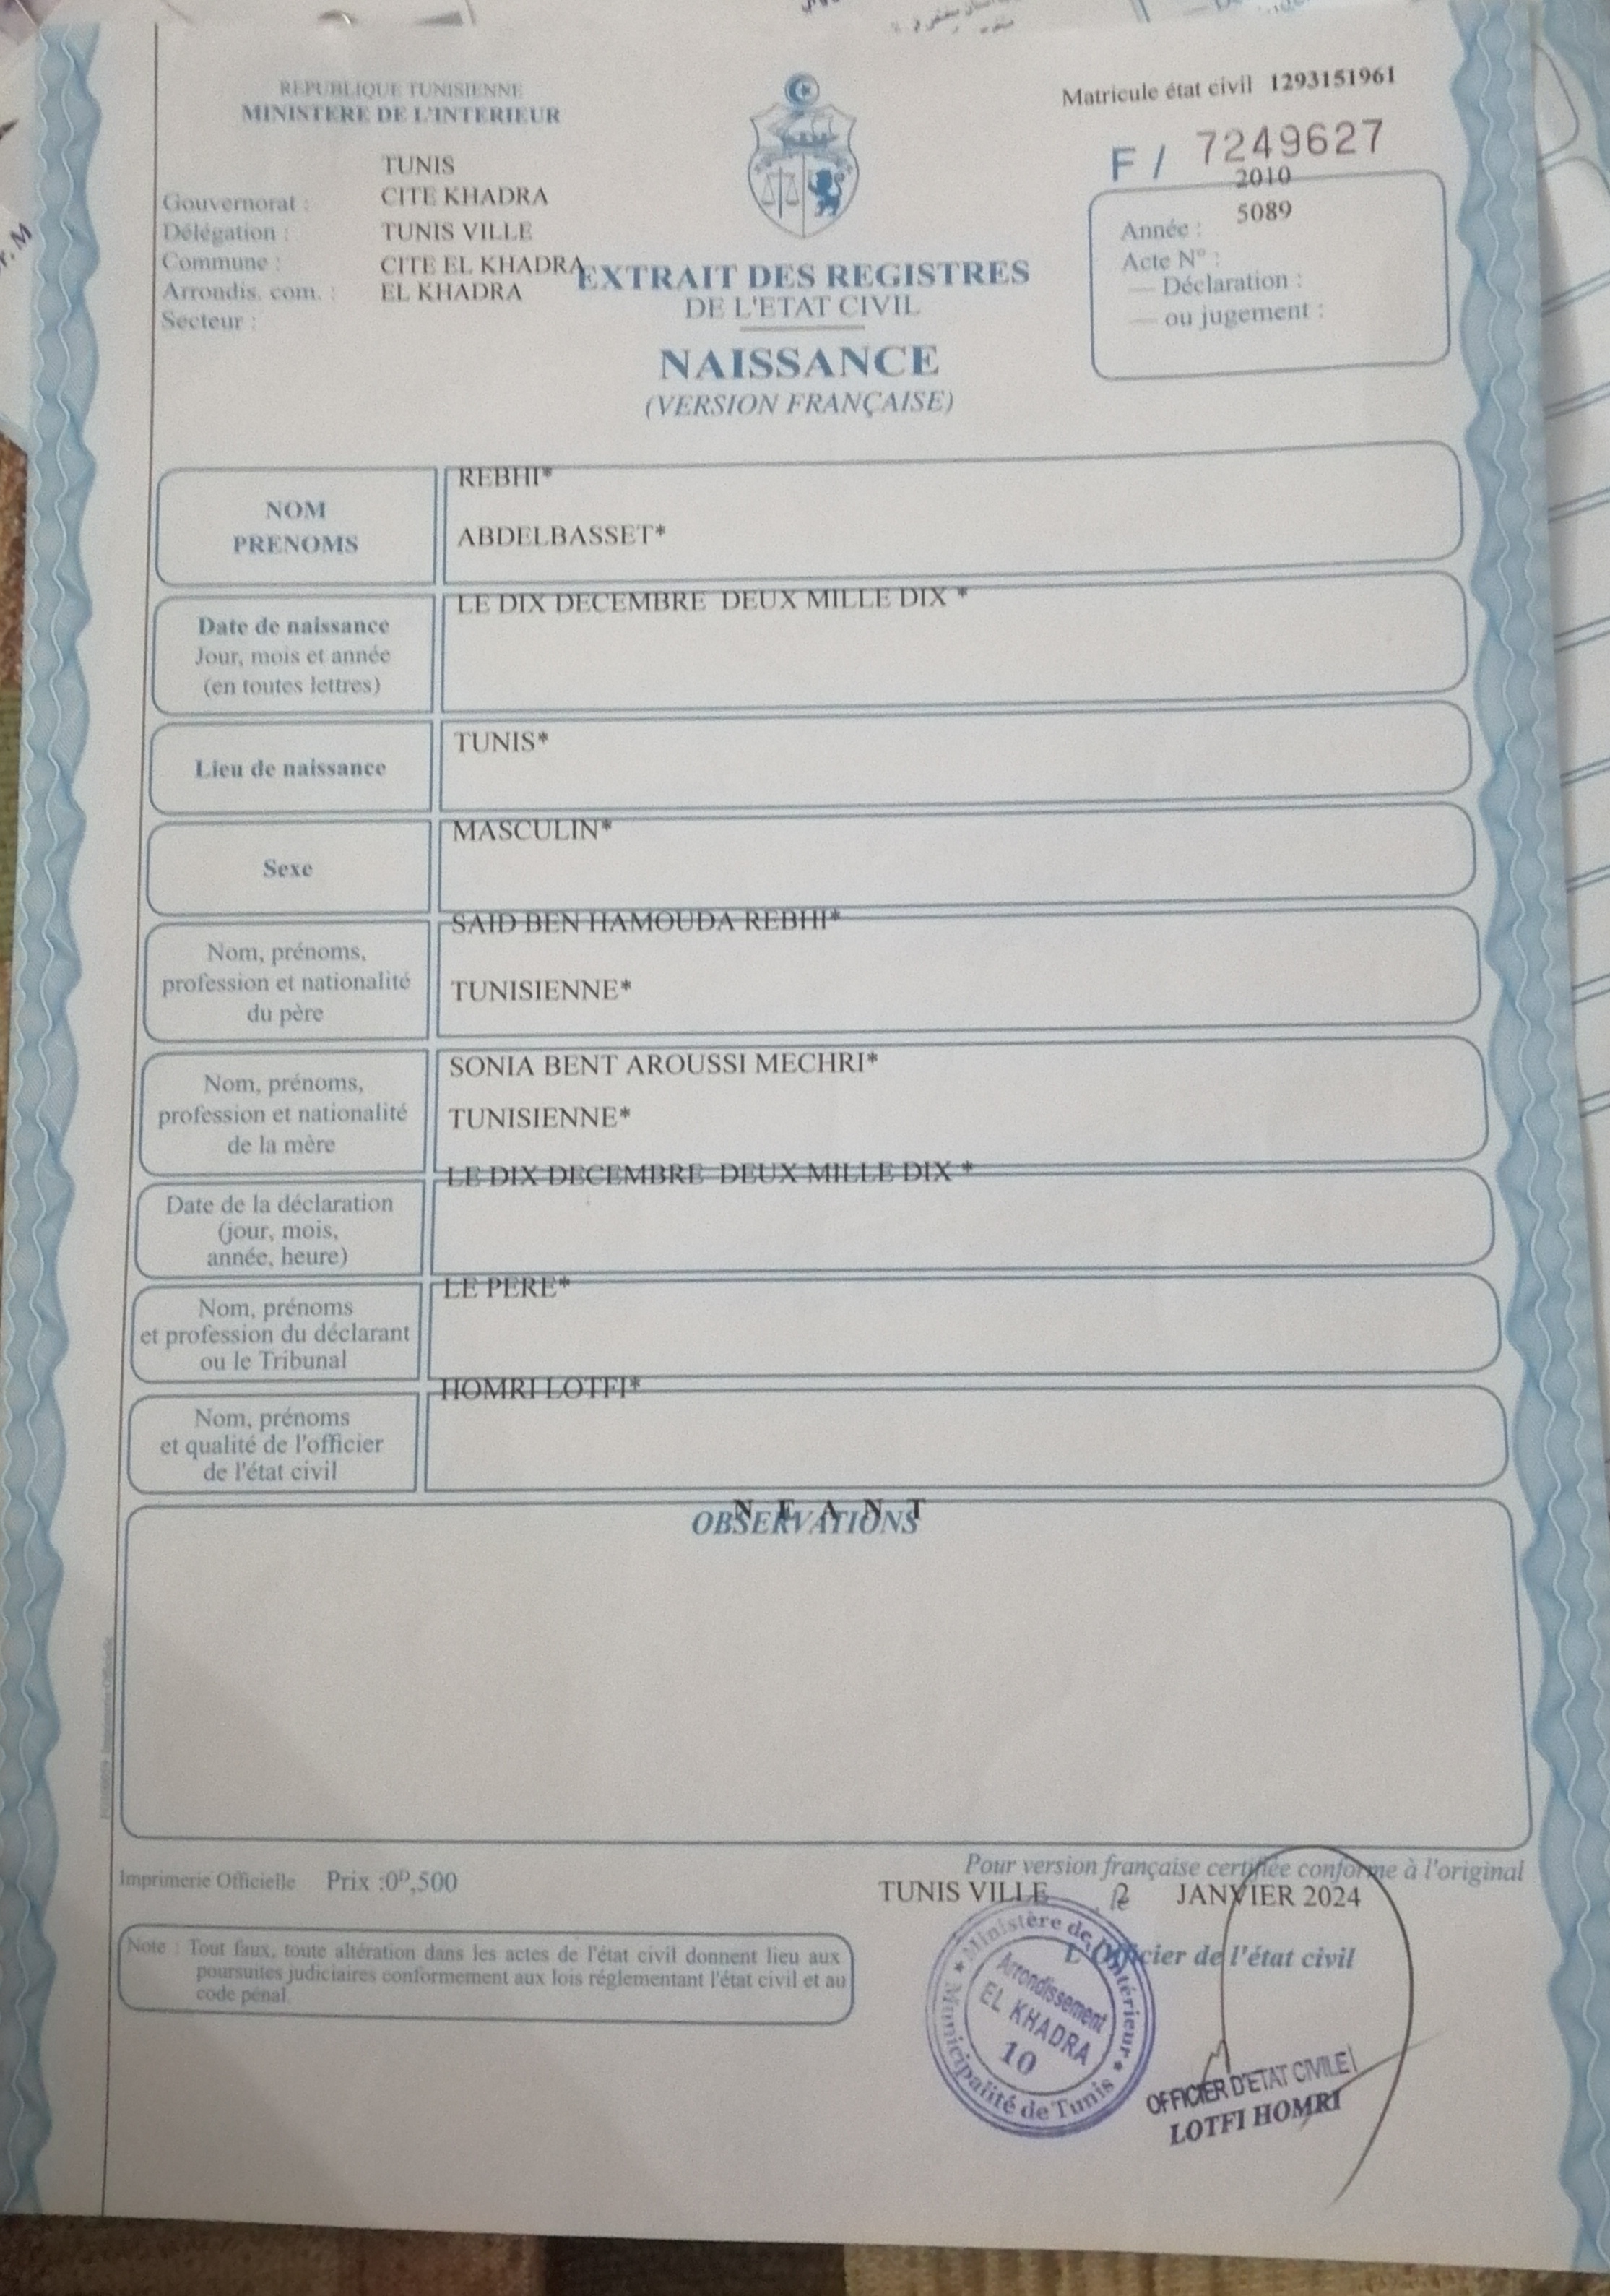 REPUBLIQUE TUNISIENNE
MINISTERE DE L'INTERIEUR
TUNIS
Gouvernorat : CITE KHADRA
Délégation : TUNIS VILLE
Commune : CITE EL KHADRA
Arrondis. com. : EL KHADRA
Secteur :
Matricule état civil 1293151961
F / 7249627
2010
5089
Année :
Acte N° :
— Déclaration :
— ou jugement :
EXTRAIT DES REGISTRES
DE L'ETAT CIVIL
NAISSANCE
(VERSION FRANÇAISE)
NOM
PRENOMS
REBHI*
ABDELBASSET*
Date de naissance
Jour, mois et année
(en toutes lettres)
LE DIX DECEMBRE DEUX MILLE DIX *
Lieu de naissance
TUNIS*
Sexe
MASCULIN*
Nom, prénoms,
profession et nationalité
du père
SAID BEN HAMOUDA REBHI*
TUNISIENNE*
Nom, prénoms,
profession et nationalité
de la mère
SONIA BENT AROUSSI MECHRI*
TUNISIENNE*
Date de la déclaration
(jour, mois,
année, heure)
LE DIX DECEMBRE DEUX MILLE DIX *
Nom, prénoms
et profession du déclarant
ou le Tribunal
LE PERE*
Nom, prénoms
et qualité de l'officier
de l'état civil
HOMRI LOTFI*
N E A N T
OBSERVATIONS
Imprimerie Officielle Prix :0D,500
Note : Tout faux, toute altération dans les actes de l'état civil donnent lieu aux
poursuites judiciaires conformement aux lois réglementant l'état civil et au
code pénal.
Pour version française certifiée conforme à l'original
TUNIS VILLE , le 2 JANVIER 2024
L'Officier de l'état civil
Ministère de l'Intérieur
Municipalité de Tunis
Arrondissement
EL KHADRA
10
OFFICIER D'ETAT CIVILE
LOTFI HOMRI